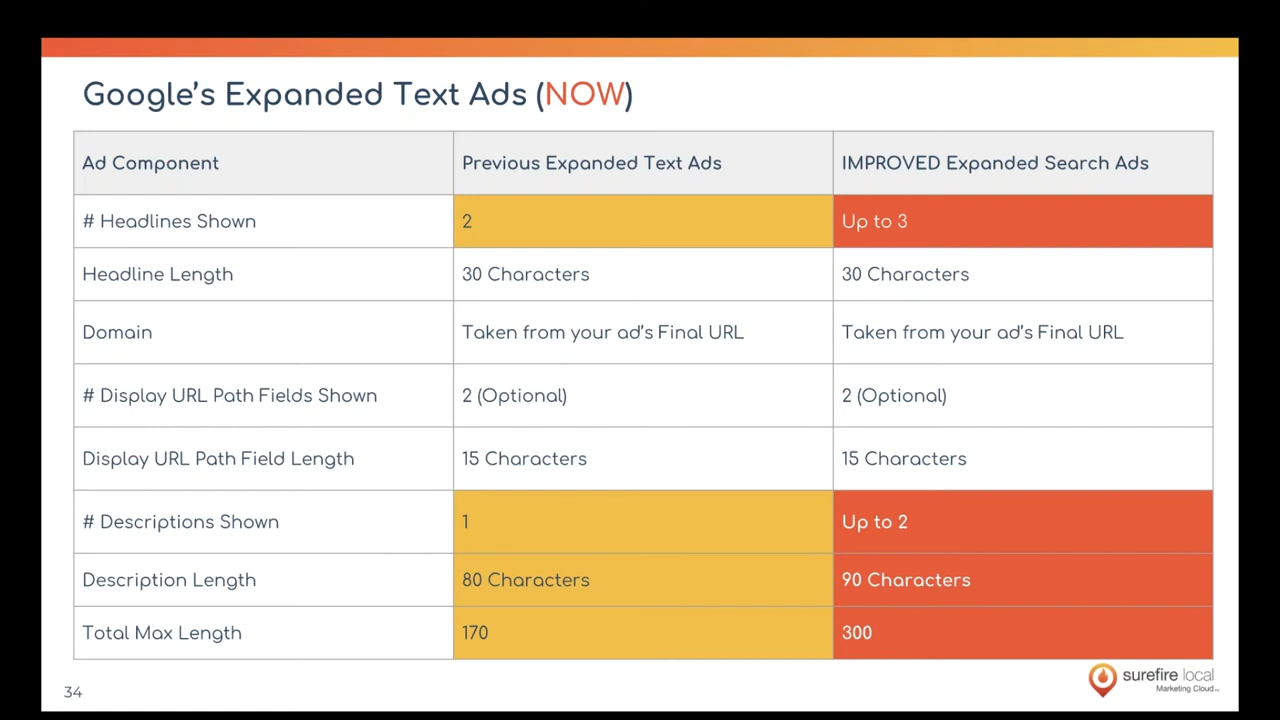 Google's Expanded Text Ads (NOW)
Ad Component Previous Expanded Text Ads IMPROVED Expanded Search Ads
# Headlines Shown 2 Up to 3
Headline Length 30 Characters 30 Characters
Domain Taken from your ad's Final URL Taken from your ad's Final URL
# Display URL Path Fields Shown 2 (Optional) 2 (Optional)
Display URL Path Field Length 15 Characters 15 Characters
# Descriptions Shown 1 Up to 2
Description Length 80 Characters 90 Characters
Total Max Length 170 300
34
surefire local
Marketing Cloud™